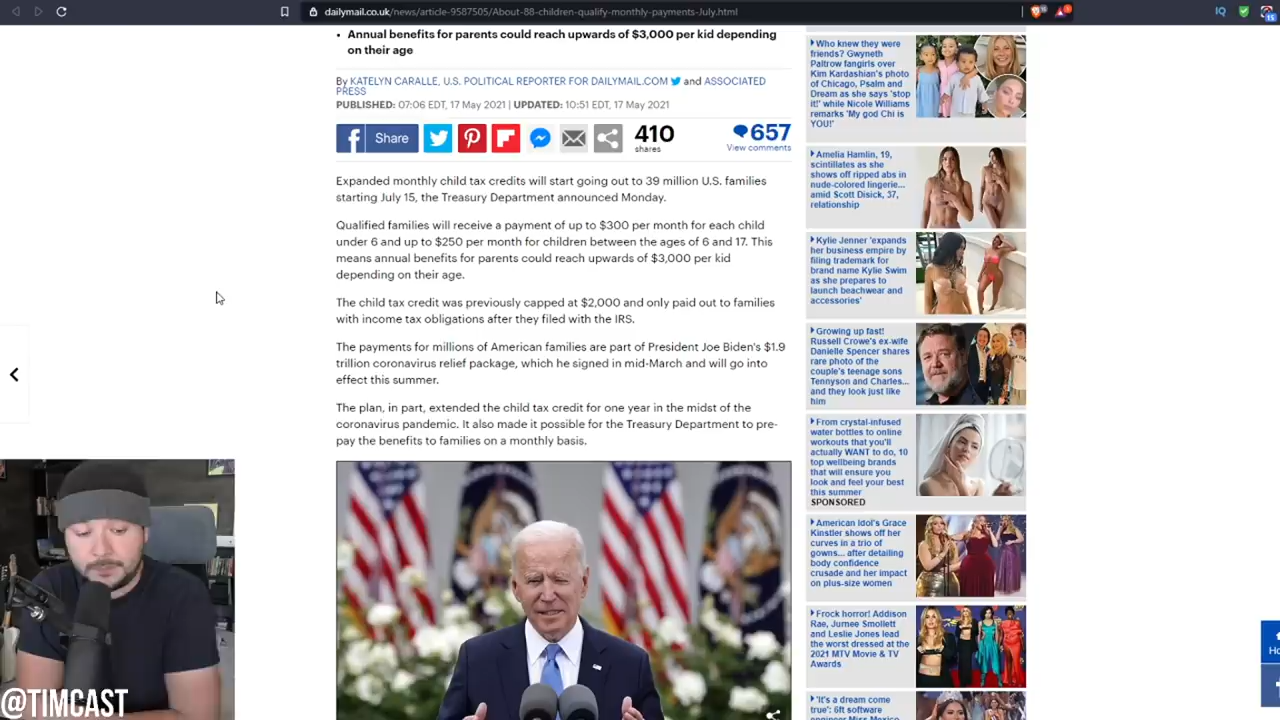 dailymail.co.uk/news/article-9587505/About-88-children-qualify-monthly-payments-July.html
Annual benefits for parents could reach upwards of $3,000 per kid depending
on their age
By KATELYN CARALLE, U.S. POLITICAL REPORTER FOR DAILYMAIL.COM and ASSOCIATED
PRESS
PUBLISHED: 07:06 EDT, 17 May 2021 | UPDATED: 10:51 EDT, 17 May 2021
Share
410
shares
657
View comments
Expanded monthly child tax credits will start going out to 39 million U.S. families
starting July 15, the Treasury Department announced Monday.
Qualified families will receive a payment of up to $300 per month for each child
under 6 and up to $250 per month for children between the ages of 6 and 17. This
means annual benefits for parents could reach upwards of $3,000 per kid
depending on their age.
The child tax credit was previously capped at $2,000 and only paid out to families
with income tax obligations after they filed with the IRS.
The payments for millions of American families are part of President Joe Biden's $1.9
trillion coronavirus relief package, which he signed in mid-March and will go into
effect this summer.
The plan, in part, extended the child tax credit for one year in the midst of the
coronavirus pandemic. It also made it possible for the Treasury Department to pre-
pay the benefits to families on a monthly basis.
Who knew they were
friends? Gwyneth
Paltrow fangirls over
Kim Kardashian's photo
of Chicago, Psalm and
Dream as she says 'stop
it!' while Nicole Williams
remarks 'My god Chi is
YOU!'
Amelia Hamlin, 19,
scintillates as she
shows off ripped abs in
nude-colored lingerie...
amid Scott Disick, 37,
relationship
Kylie Jenner 'expands
her business empire by
filing trademark for
brand name Kylie Swim
as she prepares to
launch beachwear and
accessories'
Growing up fast!
Russell Crowe's ex-wife
Danielle Spencer shares
rare photo of the
couple's teenage sons
Tennyson and Charles...
and they look just like
him
From crystal-infused
water bottles to online
workouts that you'll
actually WANT to do, 10
top wellbeing brands
that will ensure you
look and feel your best
this summer
SPONSORED
American Idol's Grace
Kinstler shows off her
curves in a trio of
gowns... after detailing
body confidence
crusade and her impact
on plus-size women
Frock horror! Addison
Rae, Jurnee Smollett
and Leslie Jones lead
the worst dressed at the
2021 MTV Movie & TV
Awards
'It's a dream come
true': 6ft software
engineer Miss Mexico
IQ
@TIMCAST